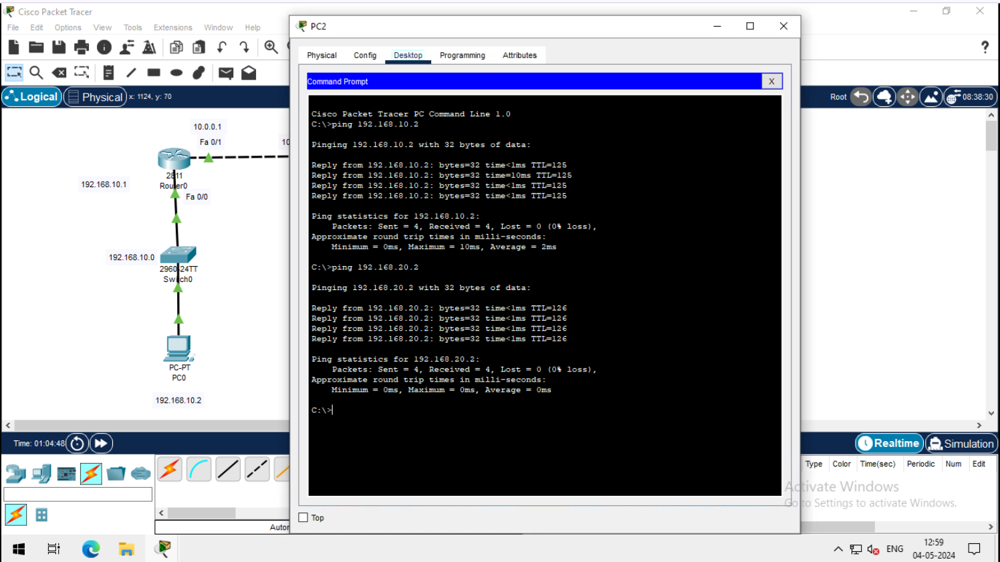 Cisco Packet Tracer
File Edit Options View Tools Extensions Window Help
PC2
Physical Config Desktop Programming Attributes
Command Prompt
X
Logical
Physical
x: 1124, y: 70
Root
08:38:30
Cisco Packet Tracer PC Command Line 1.0
C:\>ping 192.168.10.2
Pinging 192.168.10.2 with 32 bytes of data:
Reply from 192.168.10.2: bytes=32 time<1ms TTL=125
Reply from 192.168.10.2: bytes=32 time=10ms TTL=125
Reply from 192.168.10.2: bytes=32 time<1ms TTL=125
Reply from 192.168.10.2: bytes=32 time<1ms TTL=125
Ping statistics for 192.168.10.2:
Packets: Sent = 4, Received = 4, Lost = 0 (0% loss),
Approximate round trip times in milli-seconds:
Minimum = 0ms, Maximum = 10ms, Average = 2ms
C:\>ping 192.168.20.2
Pinging 192.168.20.2 with 32 bytes of data:
Reply from 192.168.20.2: bytes=32 time<1ms TTL=126
Reply from 192.168.20.2: bytes=32 time<1ms TTL=126
Reply from 192.168.20.2: bytes=32 time<1ms TTL=126
Reply from 192.168.20.2: bytes=32 time<1ms TTL=126
Ping statistics for 192.168.20.2:
Packets: Sent = 4, Received = 4, Lost = 0 (0% loss),
Approximate round trip times in milli-seconds:
Minimum = 0ms, Maximum = 0ms, Average = 0ms
C:\>
Top
10.0.0.1
Fa 0/1
10
2811
Router0
192.168.10.1
Fa 0/0
192.168.10.0
2960-24TT
Switch0
PC-PT
PC0
192.168.10.2
Time: 01:04:48
Realtime
Simulation
Type Color Time(sec) Periodic Num Edit
Activate Windows
Go to Settings to activate Windows.
Autor
ENG
12:59
04-05-2024